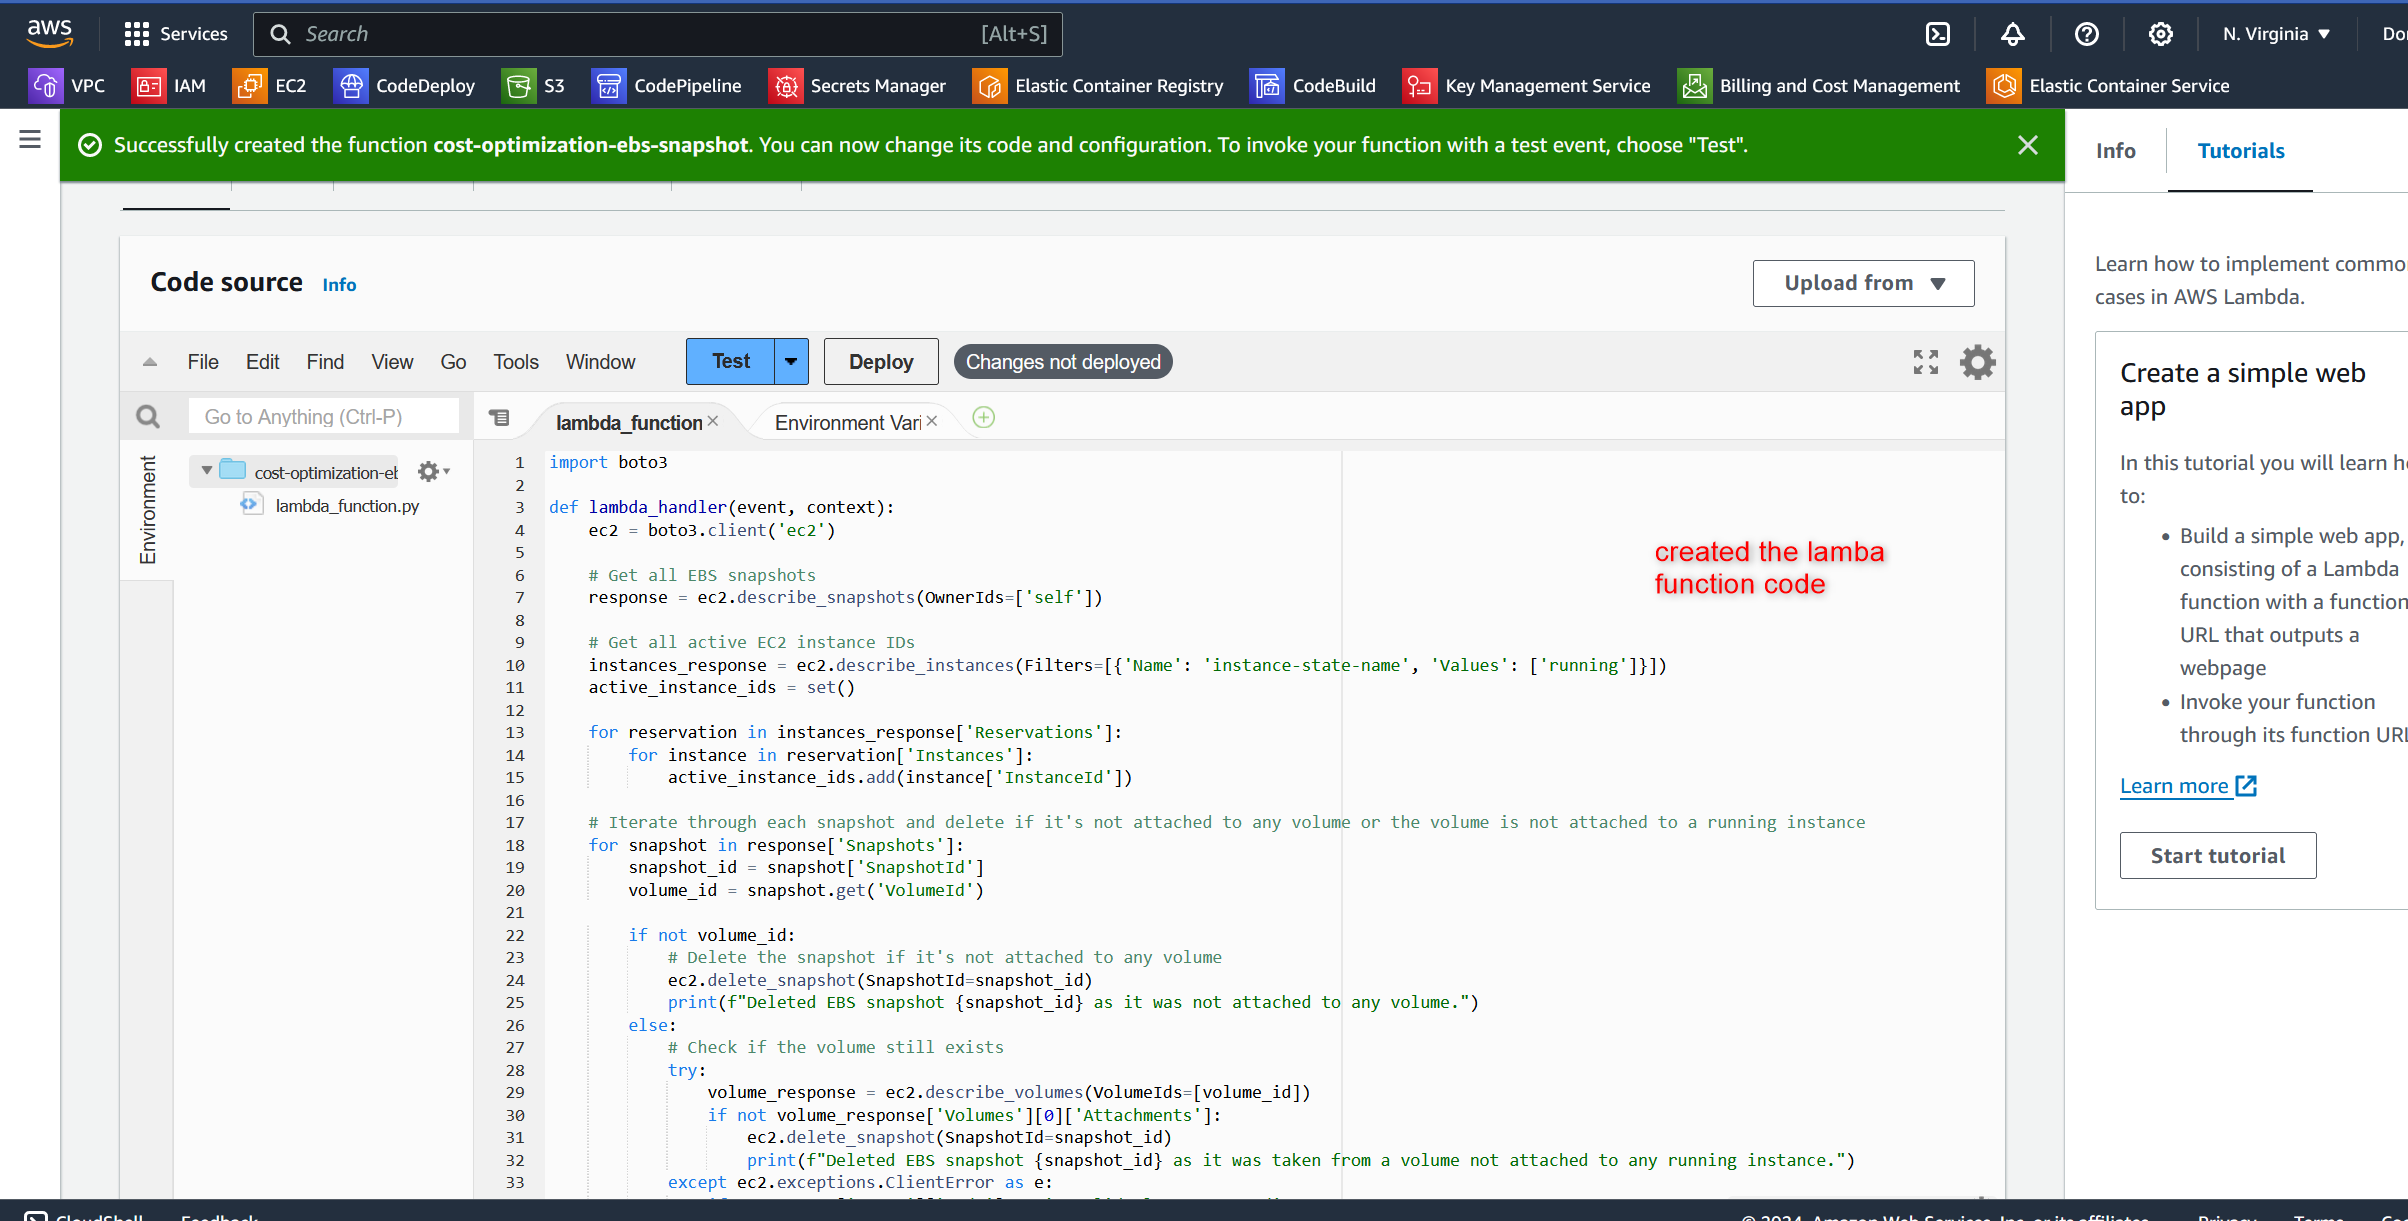 aws
Services
Search
[Alt+S]
N. Virginia
VPC
IAM
EC2
CodeDeploy
S3
CodePipeline
Secrets Manager
Elastic Container Registry
CodeBuild
Key Management Service
Billing and Cost Management
Elastic Container Service
Successfully created the function cost-optimization-ebs-snapshot. You can now change its code and configuration. To invoke your function with a test event, choose "Test".
Info
Tutorials
Code source Info
Upload from
File Edit Find View Go Tools Window
Test
Deploy
Changes not deployed
Go to Anything (Ctrl-P)
lambda_function
Environment Vari
Environment
cost-optimization-eb
lambda_function.py
1 import boto3
2
3 def lambda_handler(event, context):
4 ec2 = boto3.client('ec2')
5
6 # Get all EBS snapshots
7 response = ec2.describe_snapshots(OwnerIds=['self'])
8
9 # Get all active EC2 instance IDs
10 instances_response = ec2.describe_instances(Filters=[{'Name': 'instance-state-name', 'Values': ['running']}])
11 active_instance_ids = set()
12
13 for reservation in instances_response['Reservations']:
14 for instance in reservation['Instances']:
15 active_instance_ids.add(instance['InstanceId'])
16
17 # Iterate through each snapshot and delete if it's not attached to any volume or the volume is not attached to a running instance
18 for snapshot in response['Snapshots']:
19 snapshot_id = snapshot['SnapshotId']
20 volume_id = snapshot.get('VolumeId')
21
22 if not volume_id:
23 # Delete the snapshot if it's not attached to any volume
24 ec2.delete_snapshot(SnapshotId=snapshot_id)
25 print(f"Deleted EBS snapshot {snapshot_id} as it was not attached to any volume.")
26 else:
27 # Check if the volume still exists
28 try:
29 volume_response = ec2.describe_volumes(VolumeIds=[volume_id])
30 if not volume_response['Volumes'][0]['Attachments']:
31 ec2.delete_snapshot(SnapshotId=snapshot_id)
32 print(f"Deleted EBS snapshot {snapshot_id} as it was taken from a volume not attached to any running instance.")
33 except ec2.exceptions.ClientError as e:
created the lamba
function code
Learn how to implement commo
cases in AWS Lambda.
Create a simple web
app
In this tutorial you will learn h
to:
• Build a simple web app,
consisting of a Lambda
function with a function
URL that outputs a
webpage
• Invoke your function
through its function URL
Learn more
Start tutorial
CloudShell
Feedback
© 2024, Amazon Web Services, Inc. or its affiliates.
Privacy
Terms